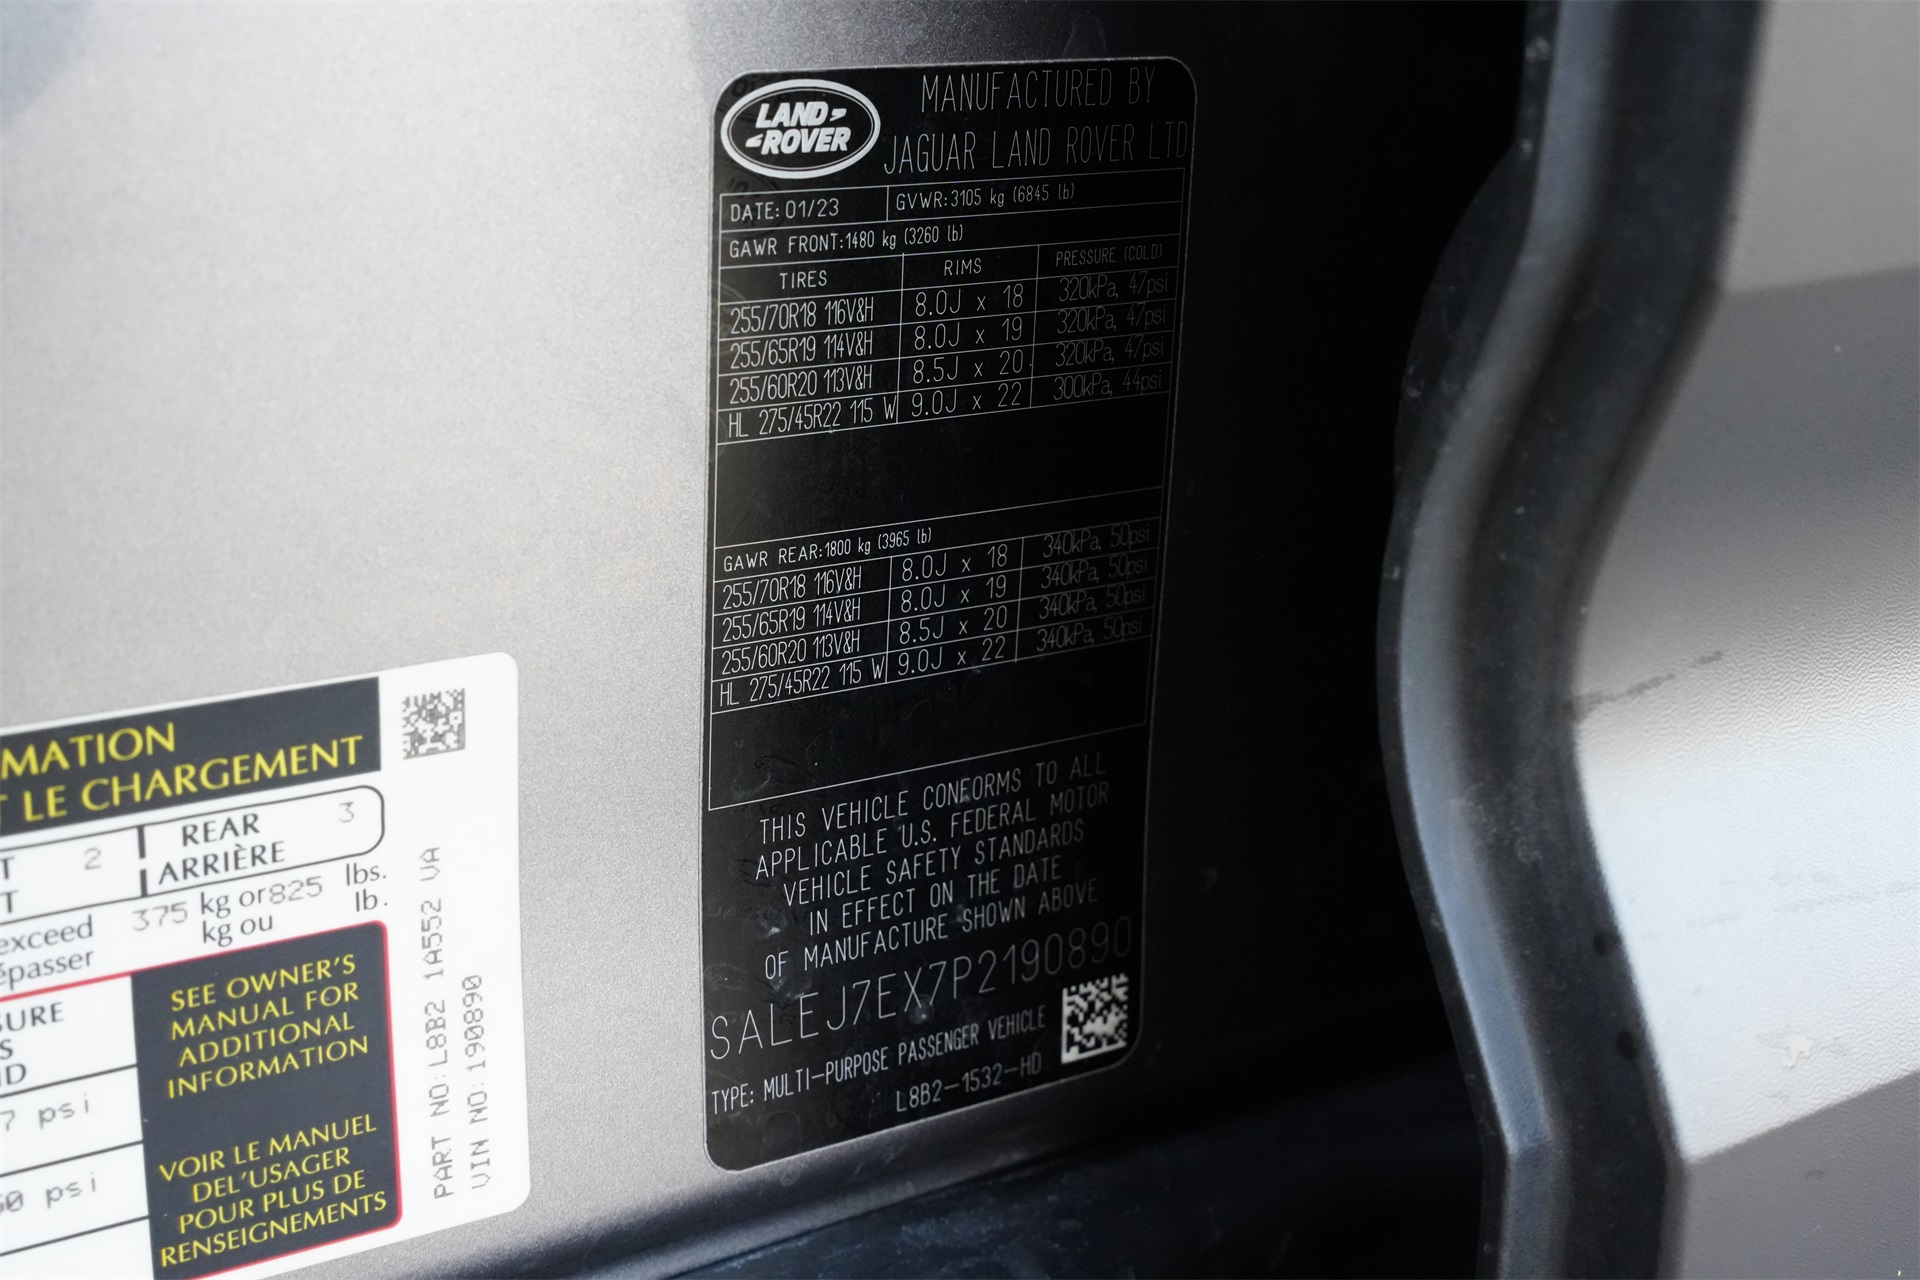 LAND
ROVER
MANUFACTURED BY
JAGUAR LAND ROVER LTD
DATE: 01/23 GVWR:3105 kg (6845 lb)
GAWR FRONT:1480 kg (3260 lb)
TIRES RIMS PRESSURE (COLD)
255/70R18 116V&H 8.0J x 18 320kPa, 47psi
255/65R19 114V&H 8.0J x 19 320kPa, 47psi
255/60R20 113V&H 8.5J x 20 320kPa, 47psi
HL 275/45R22 115 W 9.0J x 22 300kPa, 44psi
GAWR REAR:1800 kg (3965 lb)
255/70R18 116V&H 8.0J x 18 340kPa, 50psi
255/65R19 114V&H 8.0J x 19 340kPa, 50psi
255/60R20 113V&H 8.5J x 20 340kPa, 50psi
HL 275/45R22 115 W 9.0J x 22 340kPa, 50psi
THIS VEHICLE CONFORMS TO ALL
APPLICABLE U.S. FEDERAL MOTOR
VEHICLE SAFETY STANDARDS
IN EFFECT ON THE DATE
OF MANUFACTURE SHOWN ABOVE
SALEJ7EX7P2190890
TYPE: MULTI-PURPOSE PASSENGER VEHICLE
L8B2-1532-HD
MATION
T LE CHARGEMENT
T 2 REAR 3
T ARRIÈRE
exceed 375 kg or 825 lbs.
épasser kg ou lb.
SURE
S
ID
7 psi
60 psi
SEE OWNER'S
MANUAL FOR
ADDITIONAL
INFORMATION
VOIR LE MANUEL
DEL'USAGER
POUR PLUS DE
RENSEIGNEMENTS
PART NO:L8B2 1A552 VA
VIN NO:190890